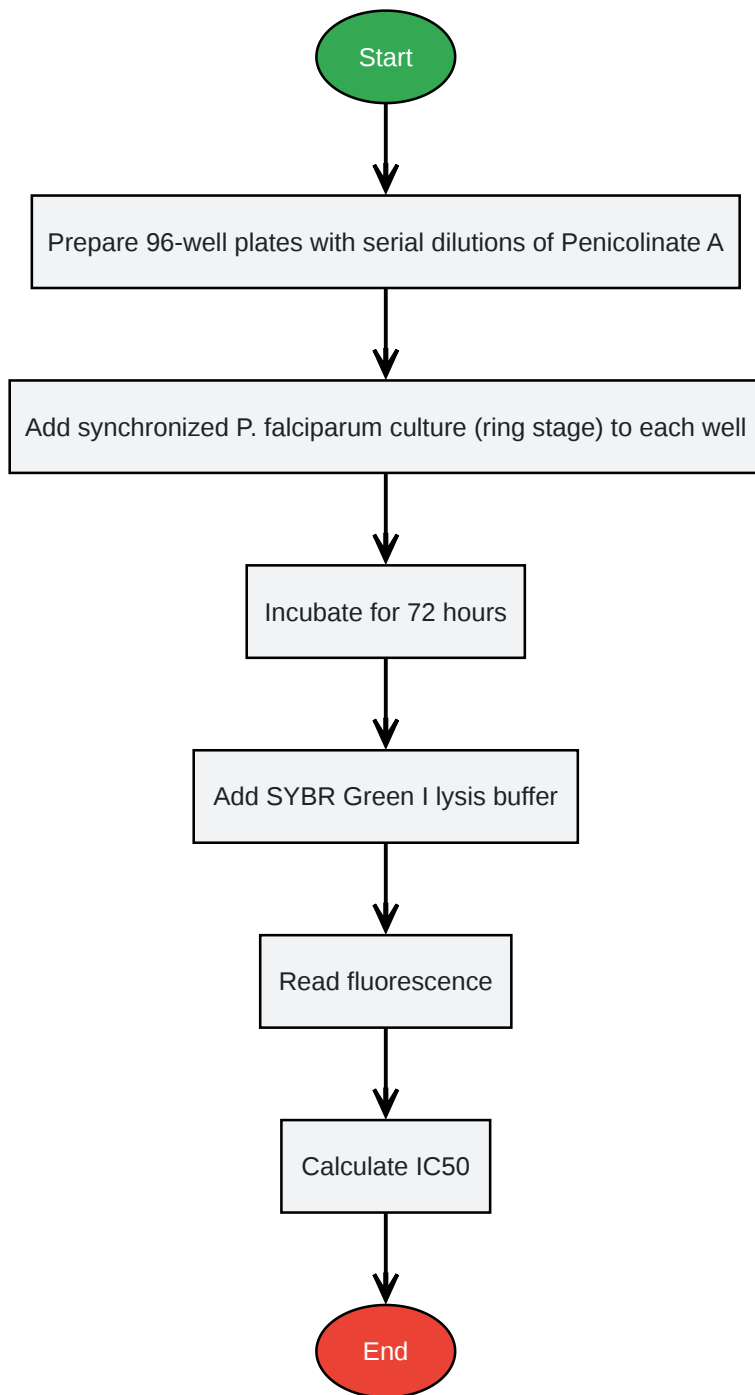 Start
Prepare 96-well plates with serial dilutions of Penicolinate A
Add synchronized P. falciparum culture (ring stage) to each well
Incubate for 72 hours
Add SYBR Green I lysis buffer
Read fluorescence
Calculate IC50
End